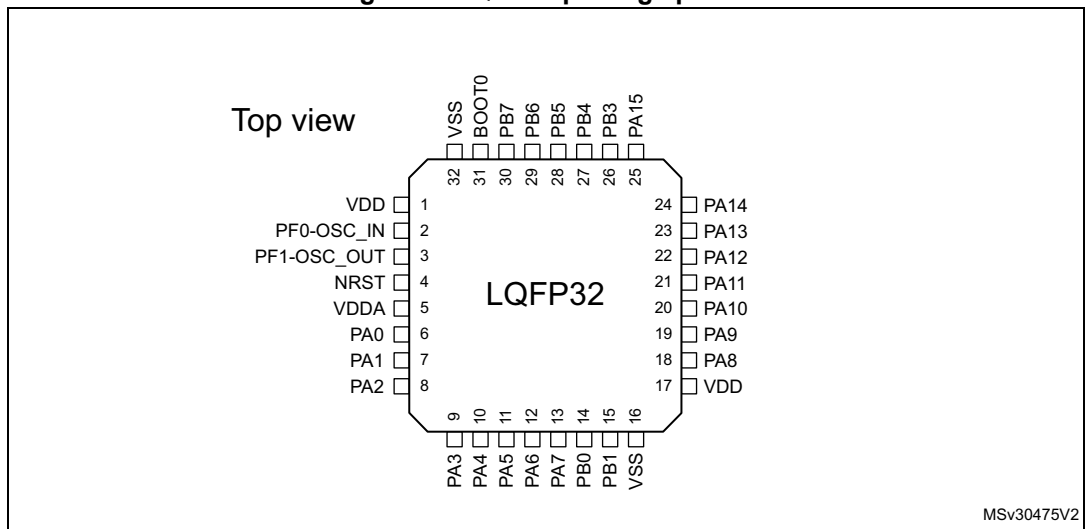 Top view
VSS
BOOT0
PB7
PB6
PB5
PB4
PB3
PA15
32
31
30
29
28
27
26
25
VDD 1
PF0-OSC_IN 2
PF1-OSC_OUT 3
NRST 4
VDDA 5
PA0 6
PA1 7
PA2 8
LQFP32
24 PA14
23 PA13
22 PA12
21 PA11
20 PA10
19 PA9
18 PA8
17 VDD
9
10
11
12
13
14
15
16
PA3
PA4
PA5
PA6
PA7
PB0
PB1
VSS
MSv30475V2